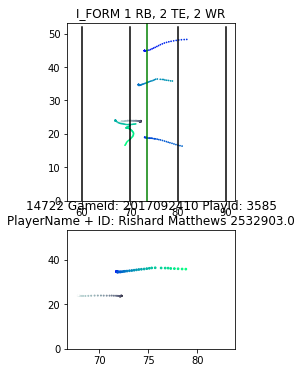 I_FORM 1 RB, 2 TE, 2 WR
50
40
30
20
10
0
60 70 80 90
14722 GameId: 2017092410 PlayId: 3585
PlayerName + ID: Rishard Matthews 2532903.0
40
20
0
70 75 80